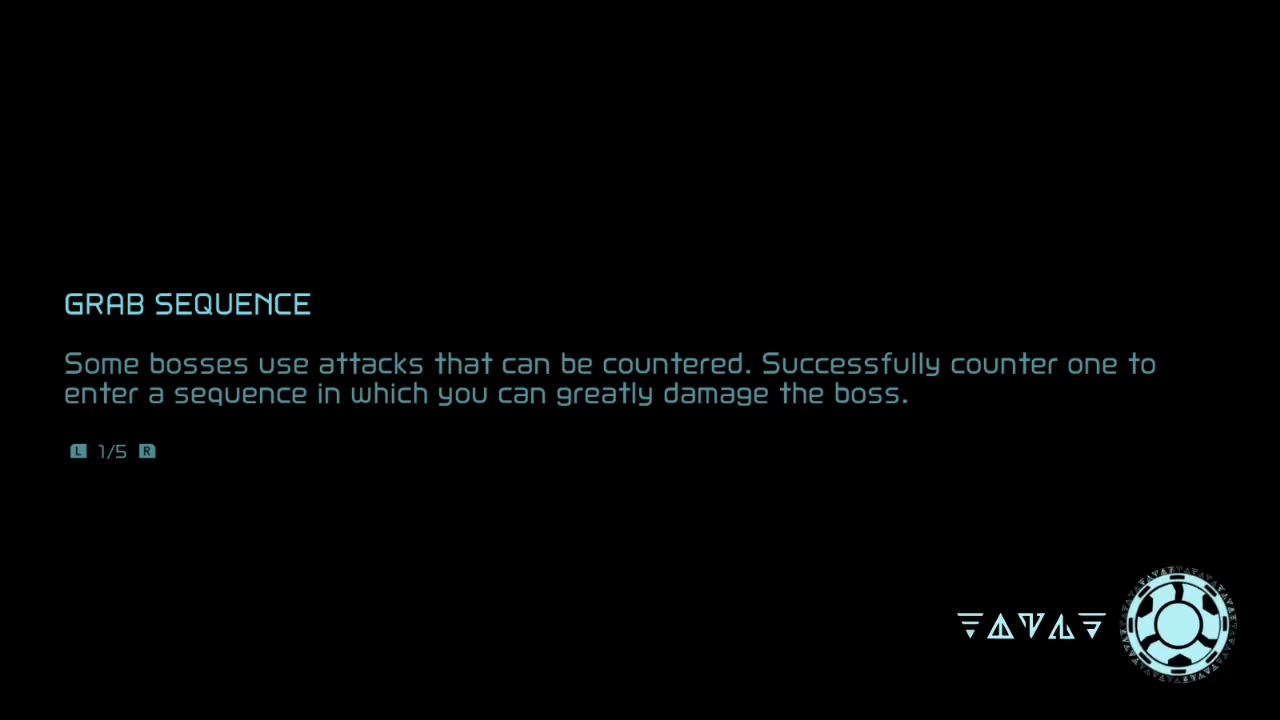 GRAB SEQUENCE
Some bosses use attacks that can be countered. Successfully counter one to
enter a sequence in which you can greatly damage the boss.
L 1/5 R